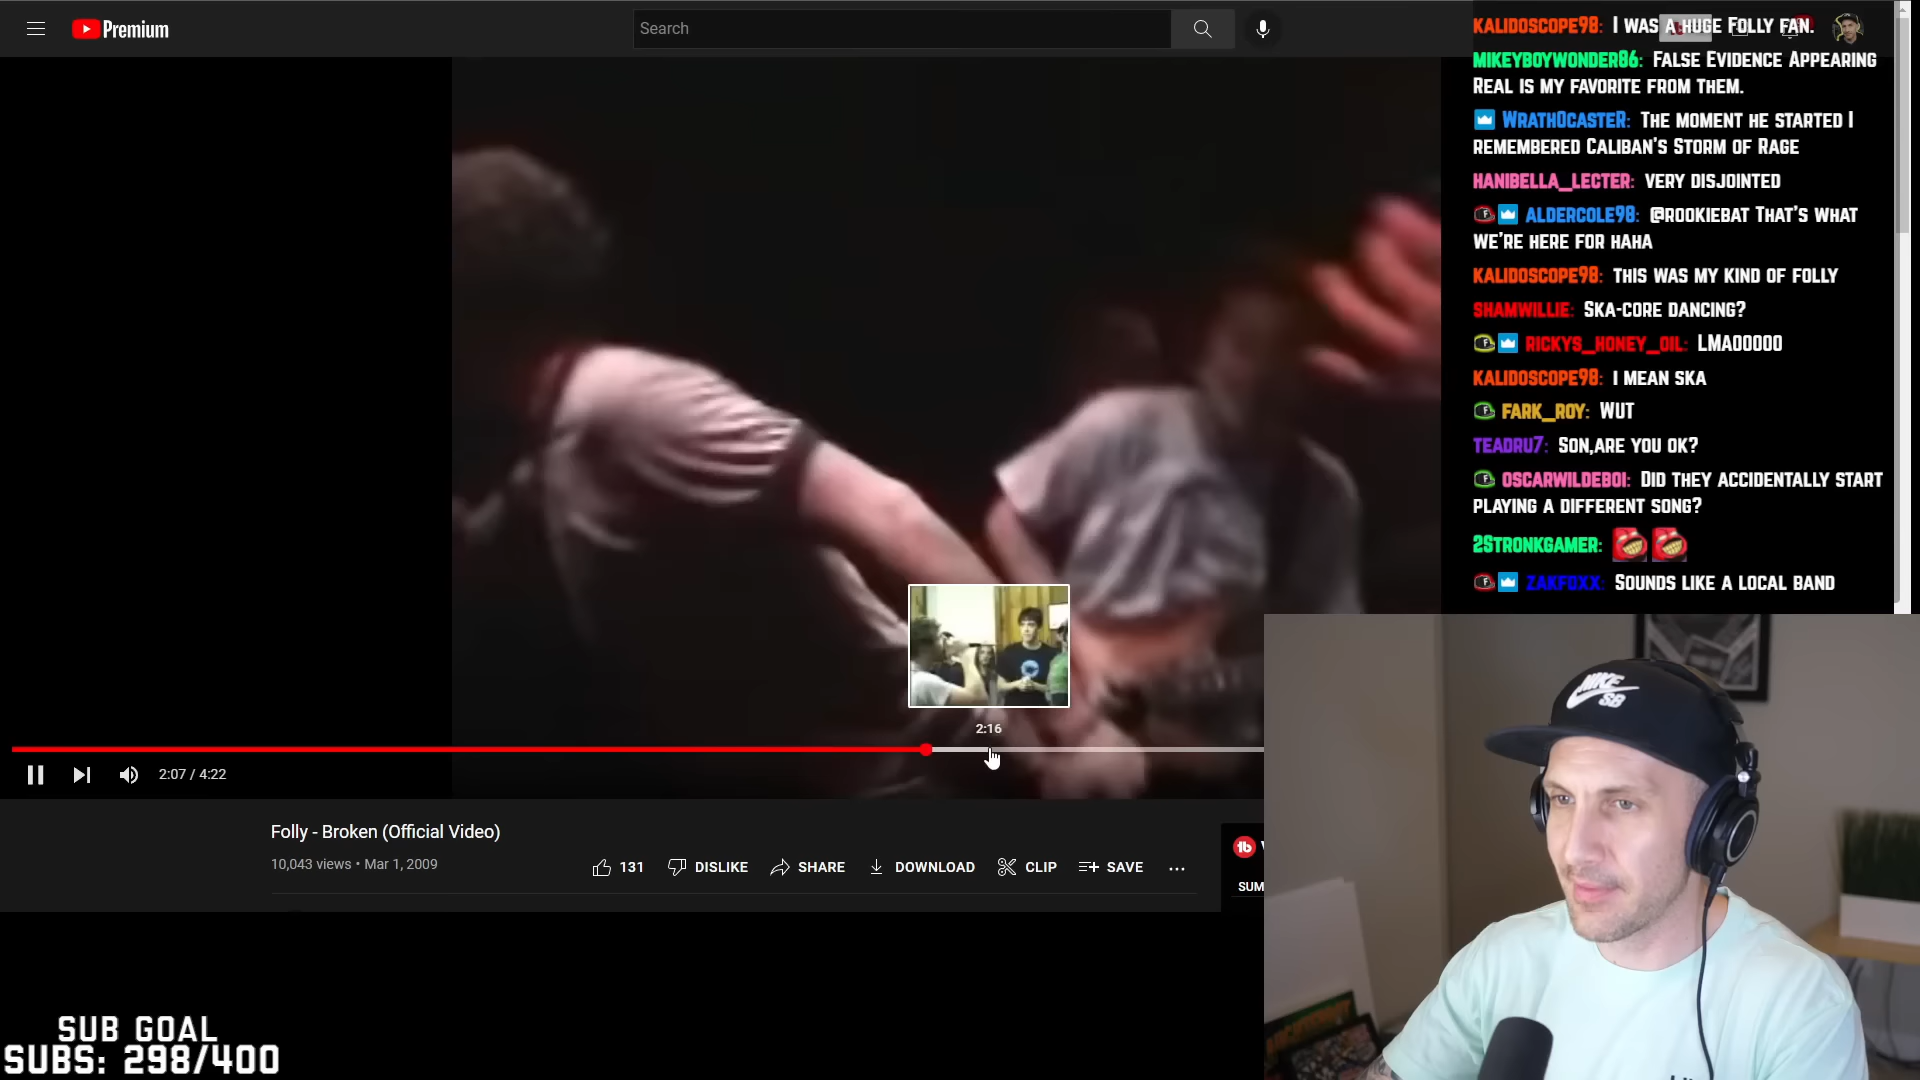 Premium
Search
KALIDOSCOPE98: I WAS A HUGE FOLLY FAN.
MIKEYBOYWONDER86: FALSE EVIDENCE APPEARING
REAL IS MY FAVORITE FROM THEM.
WRATH0CASTER: THE MOMENT HE STARTED I
REMEMBERED CALIBAN'S STORM OF RAGE
HANIBELLA_LECTER: VERY DISJOINTED
ALDERCOLE98: @ROOKIEBAT THAT'S WHAT
WE'RE HERE FOR HAHA
KALIDOSCOPE98: THIS WAS MY KIND OF FOLLY
SHAMWILLIE: SKA-CORE DANCING?
RICKYS_HONEY_OIL: LMAOOOOO
KALIDOSCOPE98: I MEAN SKA
FARK_ROY: WUT
TEADRU7: SON,ARE YOU OK?
OSCARWILDEBOI: DID THEY ACCIDENTALLY START
PLAYING A DIFFERENT SONG?
2STRONKGAMER:
ZAKFOXX: SOUNDS LIKE A LOCAL BAND
2:16
2:07 / 4:22
Folly - Broken (Official Video)
10,043 views • Mar 1, 2009
131
DISLIKE
SHARE
DOWNLOAD
CLIP
SAVE
SUM
NIKE
SB
SUB GOAL
SUBS: 298/400